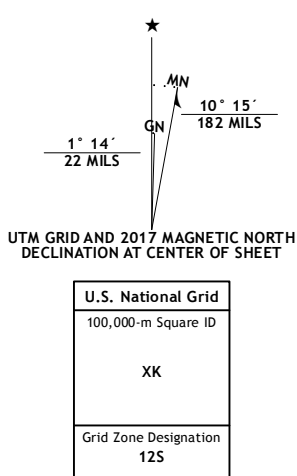 ★
MN
10° 15´
182 MILS
GN
1° 14´
22 MILS
UTM GRID AND 2017 MAGNETIC NORTH
DECLINATION AT CENTER OF SHEET
U.S. National Grid
100,000-m Square ID
XK
Grid Zone Designation
12S